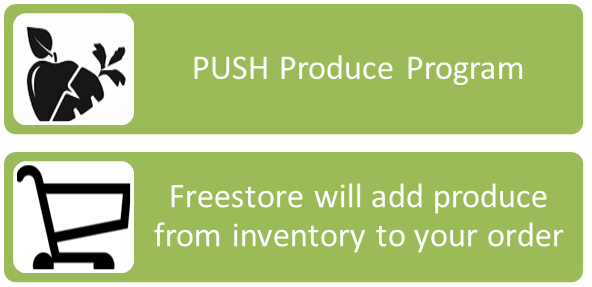 PUSH Produce Program
Freestore will add produce
from inventory to your order